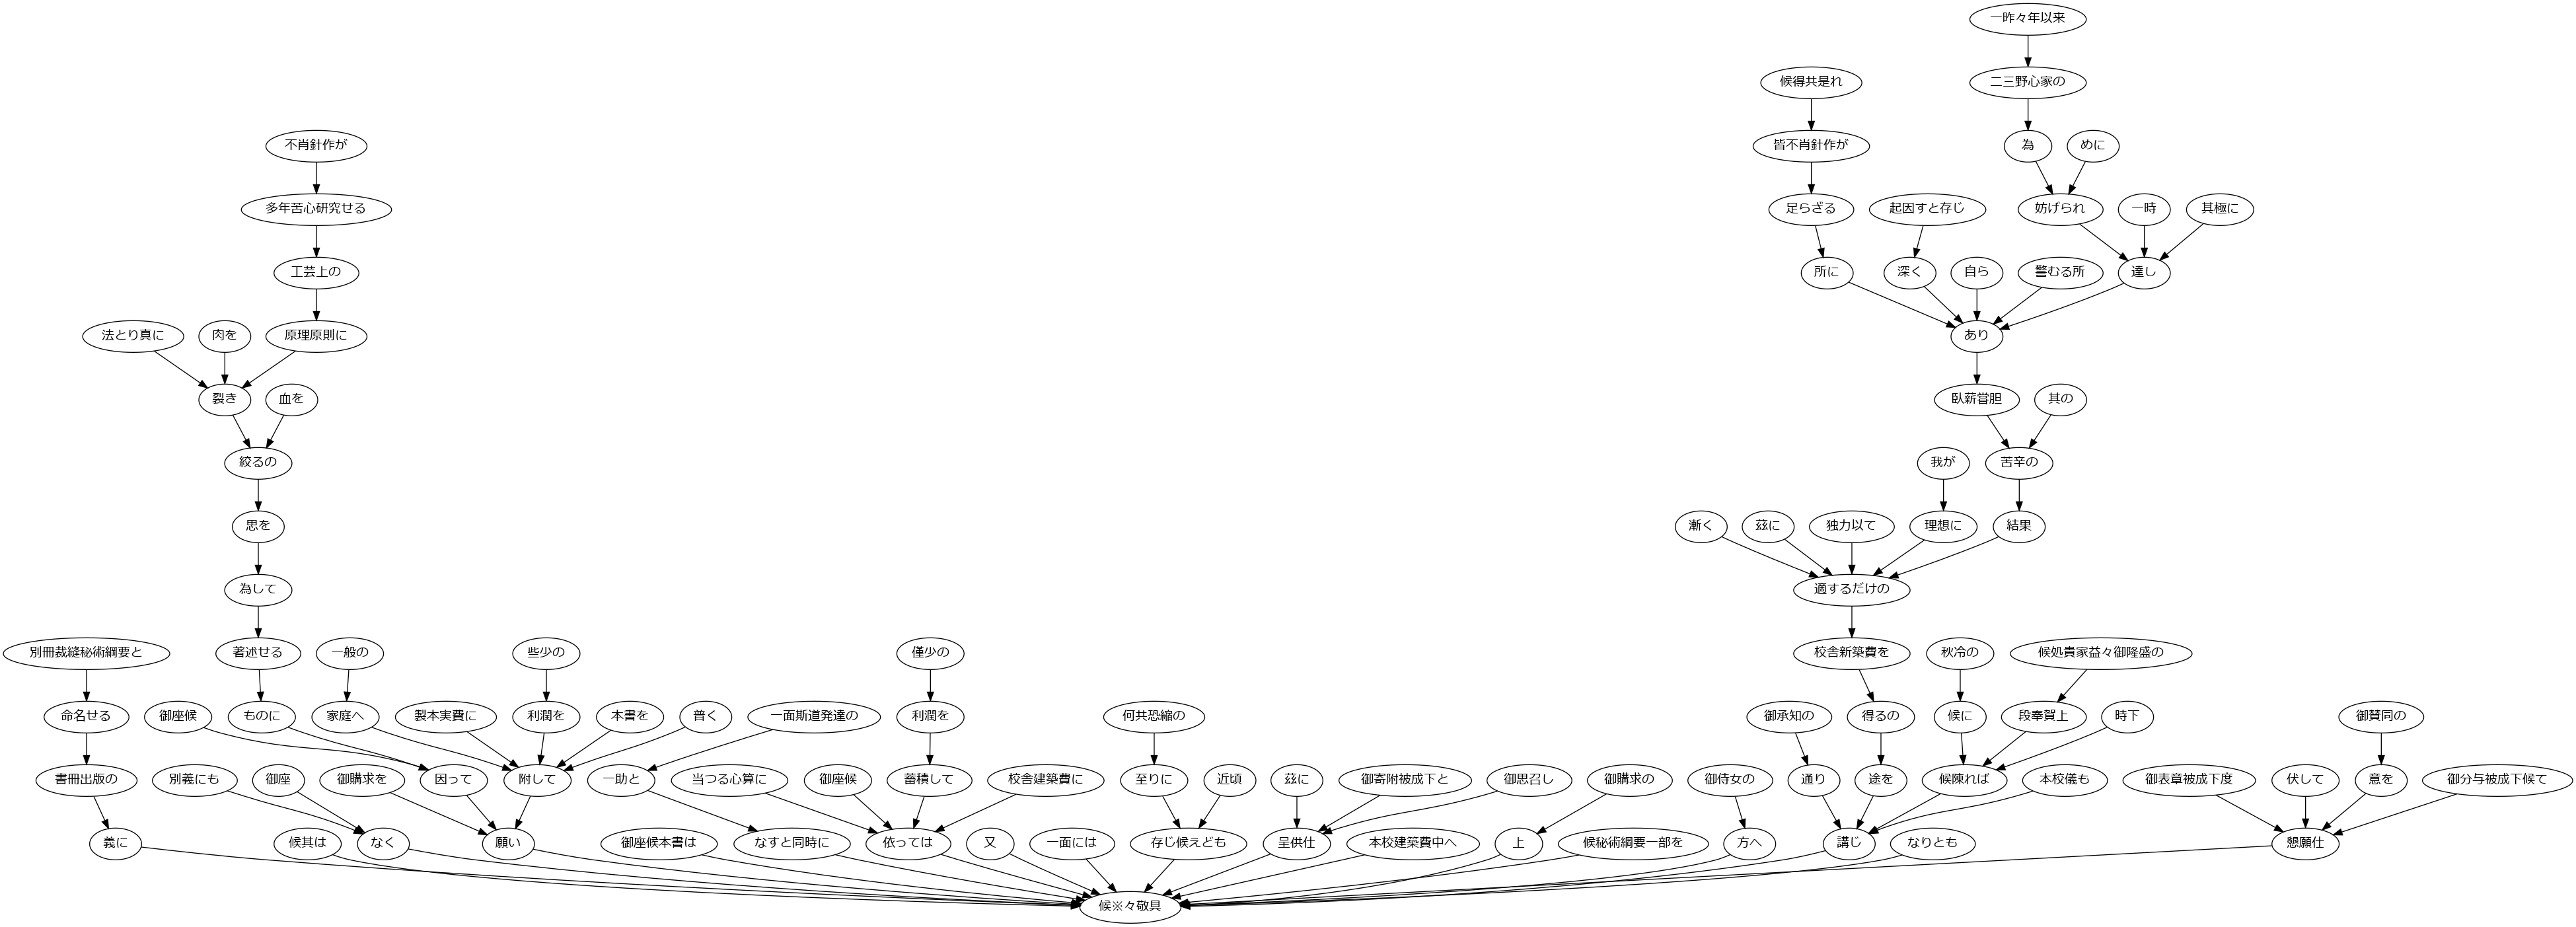 一昨々年以来
候得共是れ
二三野心家の
不肖針作が
皆不肖針作が
為
めに
多年苦心研究せる
足らざる
起因すと存じ
妨げられ
一時
其極に
工芸上の
所に
深く
自ら
警むる所
達し
法とり真に
肉を
原理原則に
あり
裂き
血を
臥薪嘗胆
其の
絞るの
我が
苦辛の
思を
漸く
茲に
独力以て
理想に
結果
為して
適するだけの
別冊裁縫秘術綱要と
著述せる
一般の
些少の
僅少の
校舎新築費を
秋冷の
候処貴家益々御隆盛の
命名せる
御座候
ものに
家庭へ
製本実費に
利潤を
本書を
普く
一面斯道発達の
利潤を
何共恐縮の
御承知の
得るの
候に
段奉賀上
時下
御賛同の
書冊出版の
別義にも
御座
御購求を
因って
附して
一助と
当つる心算に
御座候
蓄積して
校舎建築費に
至りに
近頃
茲に
御寄附被成下と
御思召し
御購求の
御侍女の
通り
途を
候陳れば
本校儀も
御表章被成下度
伏して
意を
御分与被成下候て
義に
候其は
なく
願い
御座候本書は
なすと同時に
依っては
又
一面には
存じ候えども
呈供仕
本校建築費中へ
上
候秘術綱要一部を
方へ
講じ
なりとも
懇願仕
候※々敬具